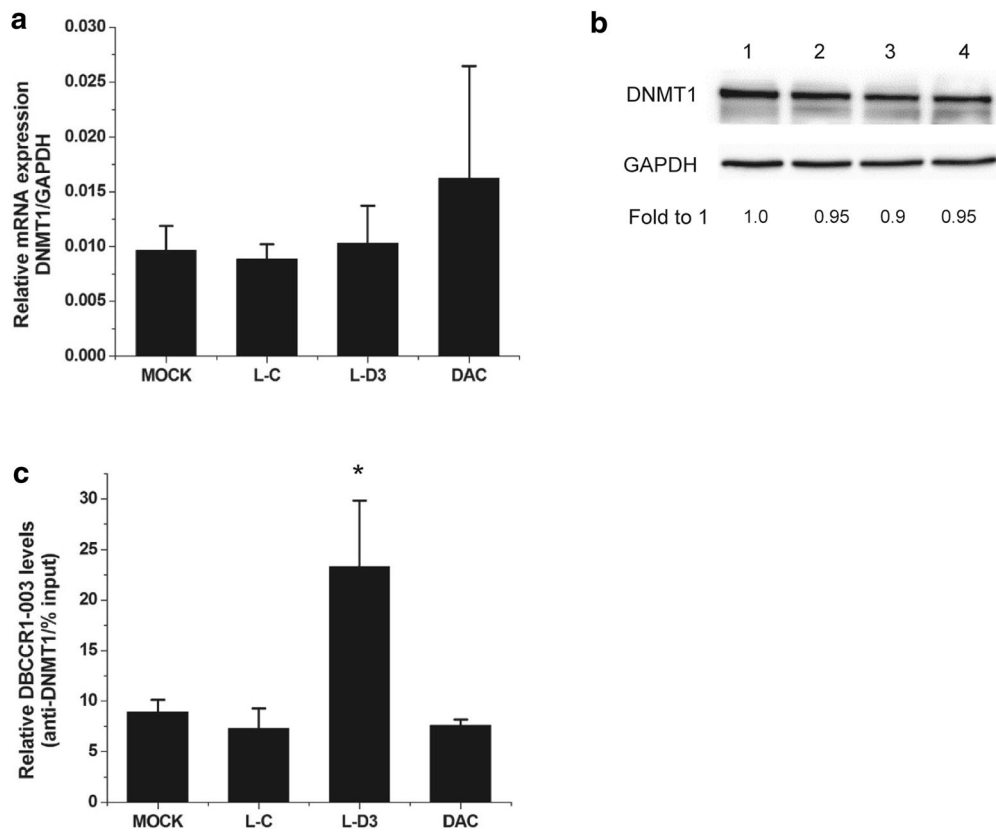 a
Relative mRNA expression
DNMT1/GAPDH
0.030
0.025
0.020
0.015
0.010
0.005
0.000
MOCK L-C L-D3 DAC
b
1 2 3 4
DNMT1
GAPDH
Fold to 1 1.0 0.95 0.9 0.95
c
Relative DBCCR1-003 levels
(anti-DNMT1/% input)
*
30
25
20
15
10
5
0
MOCK L-C L-D3 DAC